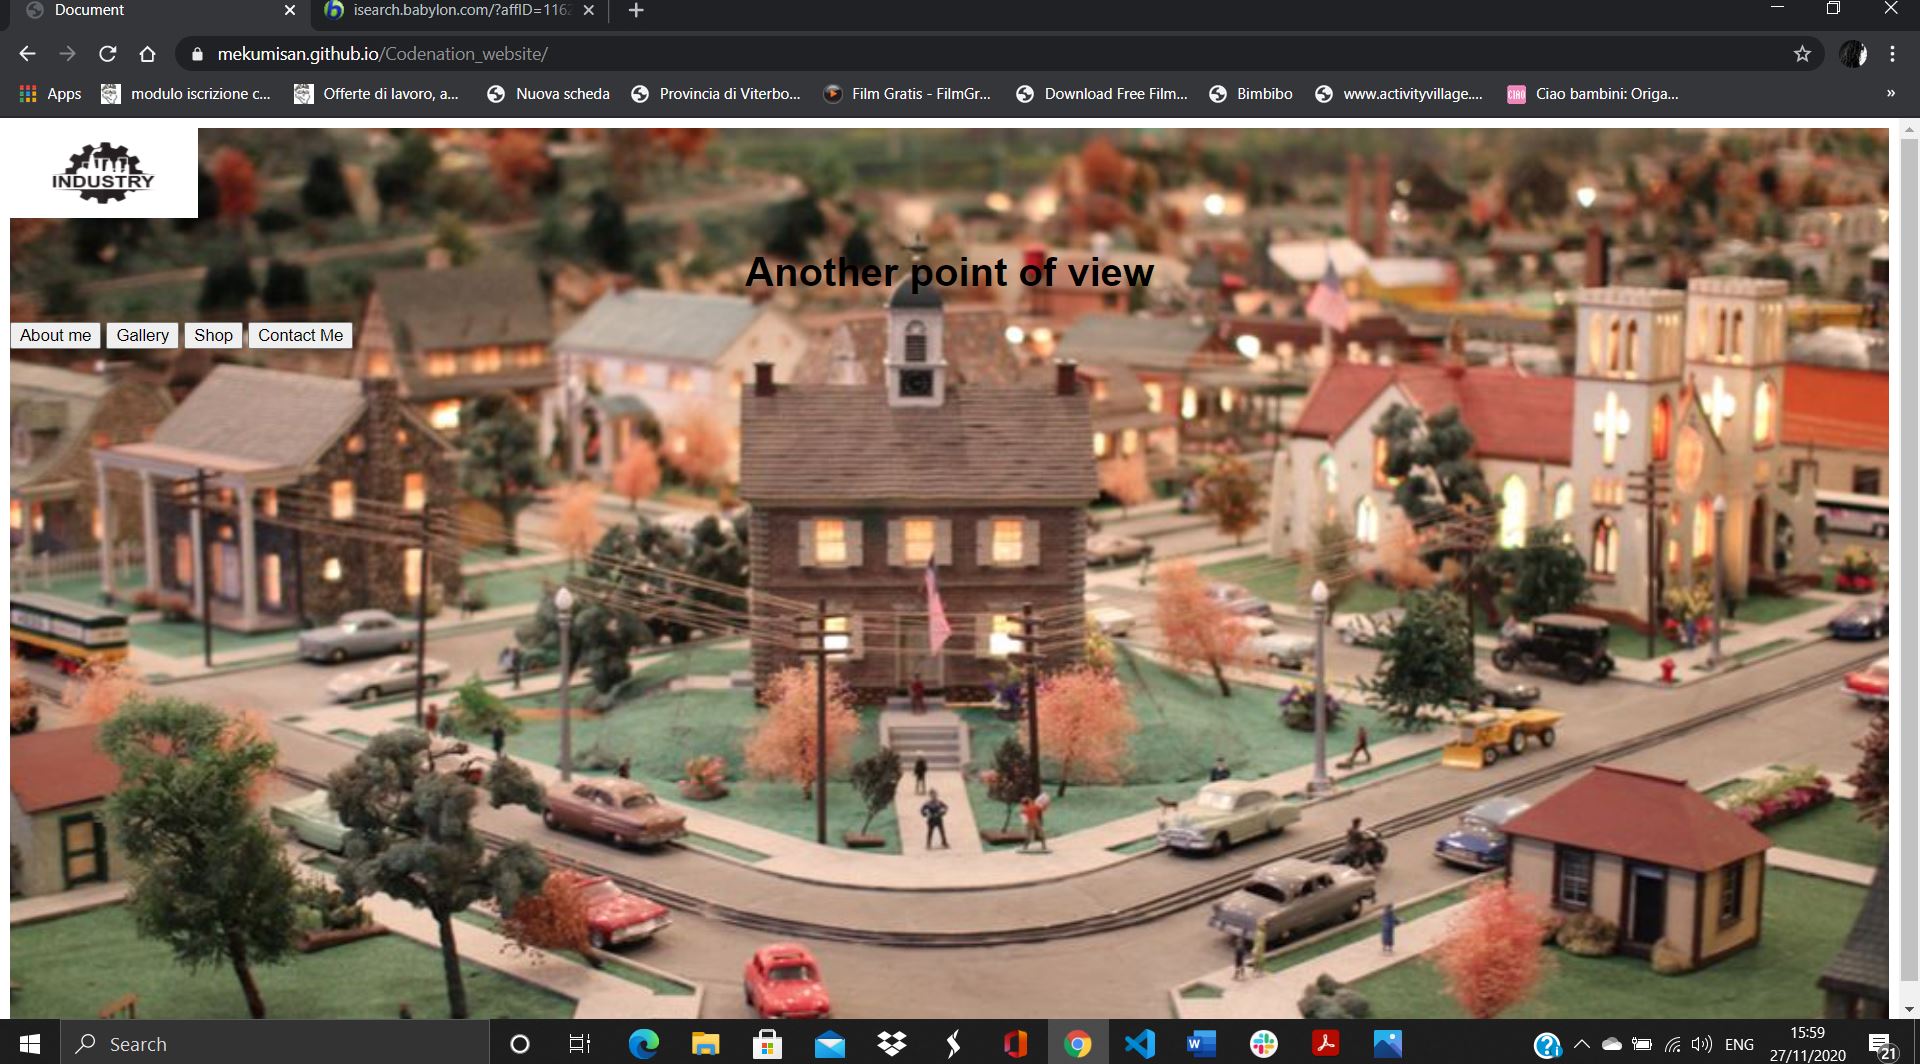 Document
isearch.babylon.com/?affID=1162
mekumisan.github.io/Codenation_website/
Apps
modulo iscrizione c...
Offerte di lavoro, a...
Nuova scheda
Provincia di Viterbo...
Film Gratis - FilmGr...
Download Free Film...
Bimbibo
www.activityvillage....
CIAO
Ciao bambini: Origa...
»
INDUSTRY
Another point of view
About me
Gallery
Shop
Contact Me
Search
ENG
15:59
27/11/2020
21